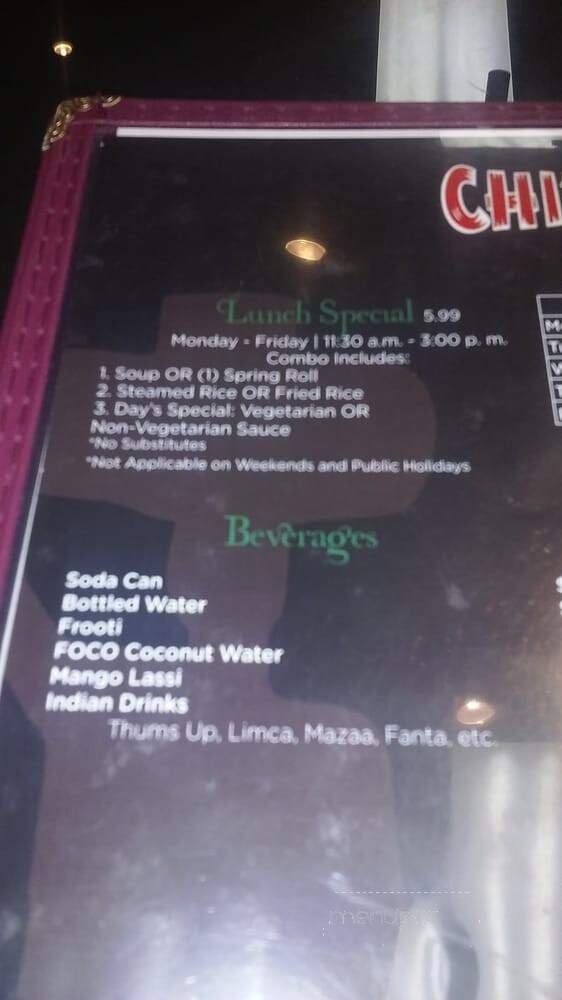 CHI
Lunch Special 5.99
Monday - Friday | 11:30 a.m. - 3:00 p. m.
Combo Includes:
1. Soup OR (1) Spring Roll
2. Steamed Rice OR Fried Rice
3. Day's Special: Vegetarian OR
Non-Vegetarian Sauce
*No Substitutes
*Not Applicable on Weekends and Public Holidays
Beverages
Soda Can
Bottled Water
Frooti
FOCO Coconut Water
Mango Lassi
Indian Drinks
Thums Up, Limca, Mazaa, Fanta, etc.